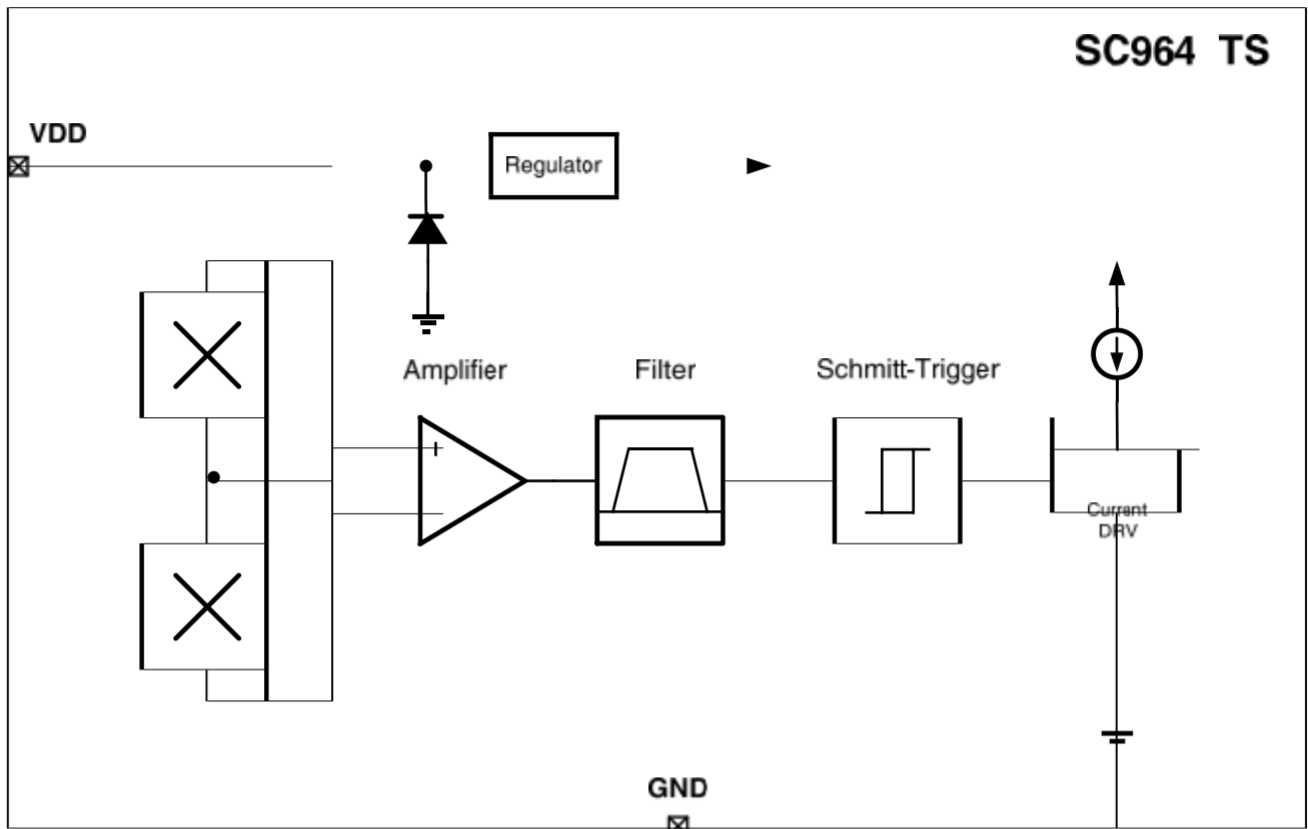 SC964 TS
VDD
Regulator
Amplifier
Filter
Schmitt-Trigger
Current
DRV
GND